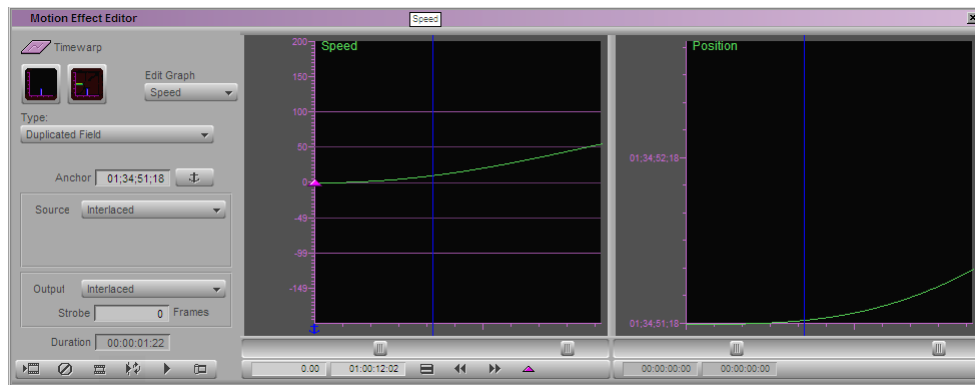 Motion Effect Editor
Speed
Timewarp
Edit Graph
Speed
Type:
Duplicated Field
Anchor 01;34;51;18
Source Interlaced
Output Interlaced
Strobe 0 Frames
Duration 00:00:01:22
Speed
200
150
100
50
0
-49
-99
-149
0.00 01:00:12:02
Position
01;34;52;18
01;34;51;18
00:00:00:00 00:00:00:00